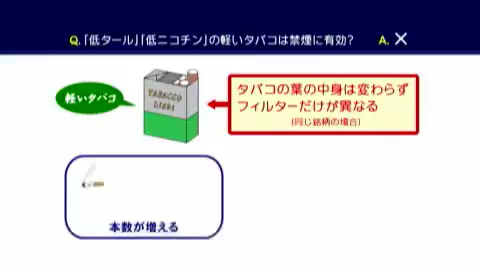 Q.「低タール」「低ニコチン」の軽いタバコは禁煙に有効? A. ×
軽いタバコ
TABACCO
LIGHT
タバコの葉の中身は変わらず
フィルターだけが異なる
(同じ銘柄の場合)
本数が増える